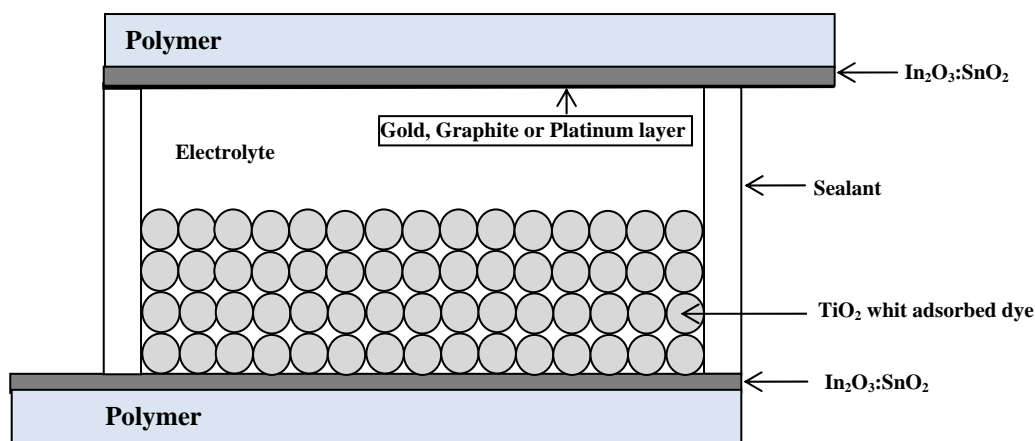 Polymer
In₂O₃:SnO₂
Gold, Graphite or Platinum layer
Electrolyte
Sealant
TiO₂ whit adsorbed dye
In₂O₃:SnO₂
Polymer